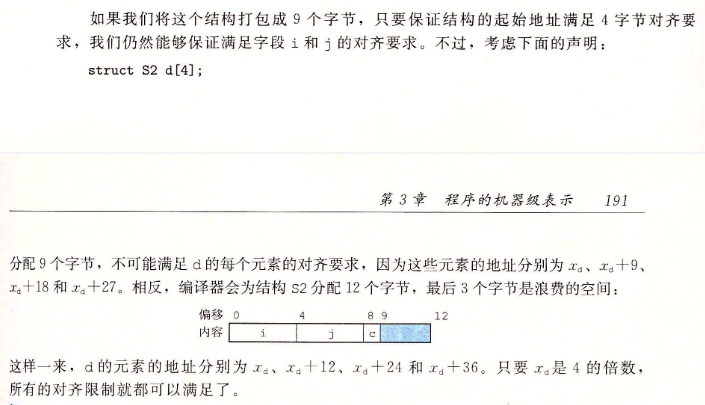 如果我们将这个结构打包成 9 个字节，只要保证结构的起始地址满足 4 字节对齐要
求，我们仍然能够保证满足字段 i 和 j 的对齐要求。不过，考虑下面的声明：
struct S2 d[4];
第 3 章 程序的机器级表示 191
分配 9 个字节，不可能满足 d 的每个元素的对齐要求，因为这些元素的地址分别为 xd、xd+9、
xd+18 和 xd+27。相反，编译器会为结构 S2 分配 12 个字节，最后 3 个字节是浪费的空间：
偏移 0 4 8 9 12
内容 i j c
这样一来，d 的元素的地址分别为 xd、xd+12、xd+24 和 xd+36。只要 xd是 4 的倍数，
所有的对齐限制就都可以满足了。